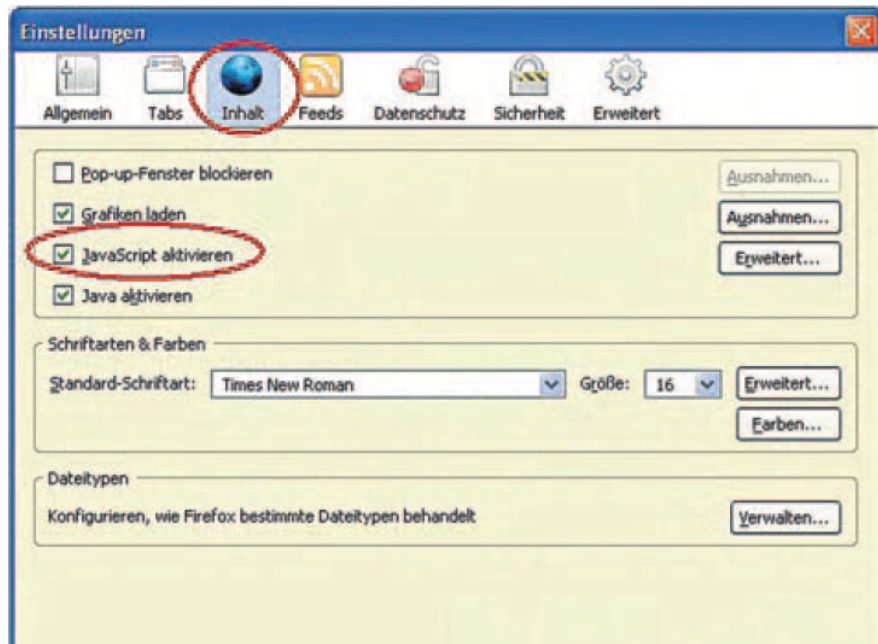 Einstellungen
Allgemein Tabs Inhalt Feeds Datenschutz Sicherheit Erweitert
Pop-up-Fenster blockieren Ausnahmen...
Grafiken laden Ausnahmen...
JavaScript aktivieren Erweitert...
Java aktivieren
Schriftarten & Farben
Standard-Schriftart: Times New Roman Größe: 16 Erweitert...
Farben...
Dateitypen
Konfigurieren, wie Firefox bestimmte Dateitypen behandelt Verwalten...